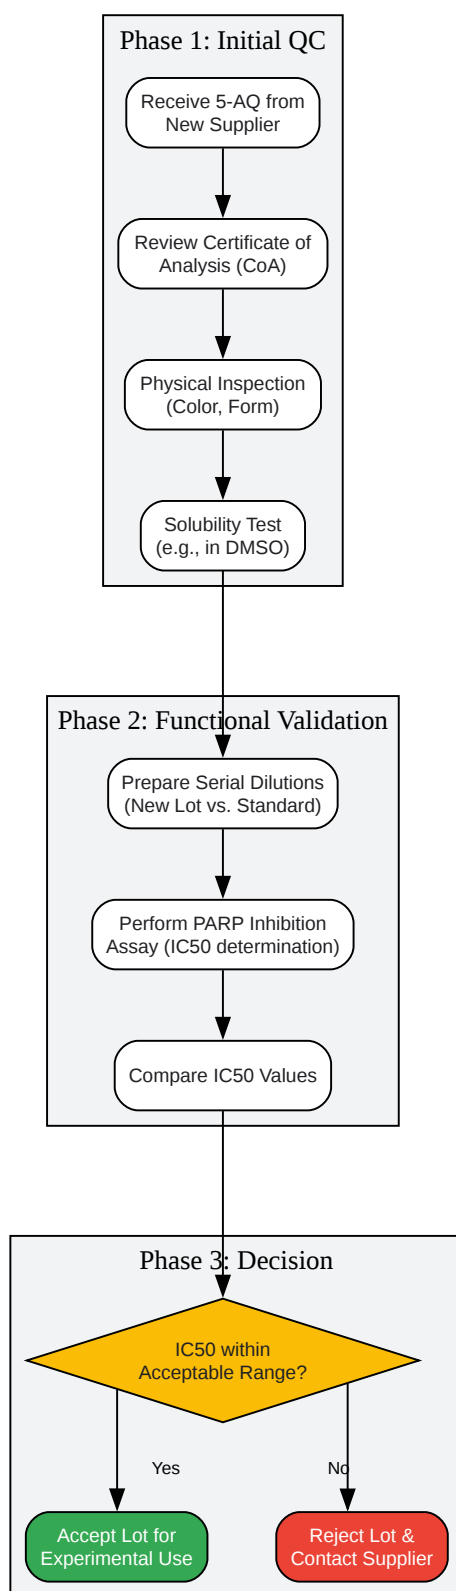 Phase 1: Initial QC
Receive 5-AQ from
New Supplier
Review Certificate of
Analysis (CoA)
Physical Inspection
(Color, Form)
Solubility Test
(e.g., in DMSO)
Phase 2: Functional Validation
Prepare Serial Dilutions
(New Lot vs. Standard)
Perform PARP Inhibition
Assay (IC50 determination)
Compare IC50 Values
Phase 3: Decision
IC50 within
Acceptable Range?
Yes
No
Accept Lot for
Experimental Use
Reject Lot &
Contact Supplier